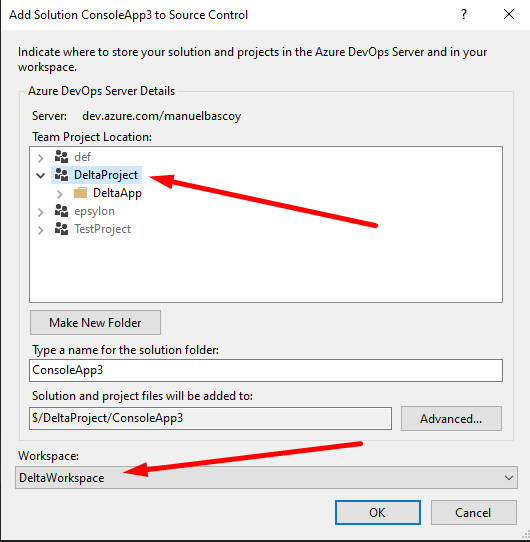 Add Solution ConsoleApp3 to Source Control
Indicate where to store your solution and projects in the Azure DevOps Server and in your
workspace.
Azure DevOps Server Details
Server: dev.azure.com/manuelbascoy
Team Project Location:
def
DeltaProject
DeltaApp
epsylon
TestProject
Make New Folder
Type a name for the solution folder:
ConsoleApp3
Solution and project files will be added to:
$/DeltaProject/ConsoleApp3
Advanced...
Workspace:
DeltaWorkspace
OK
Cancel